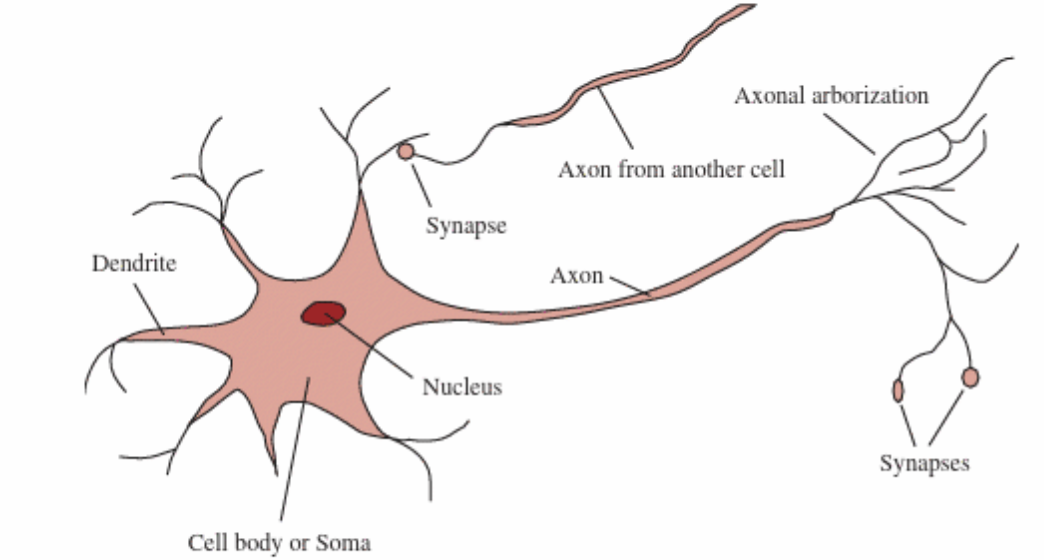 Axonal arborization
Axon from another cell
Synapse
Dendrite
Axon
Nucleus
Synapses
Cell body or Soma